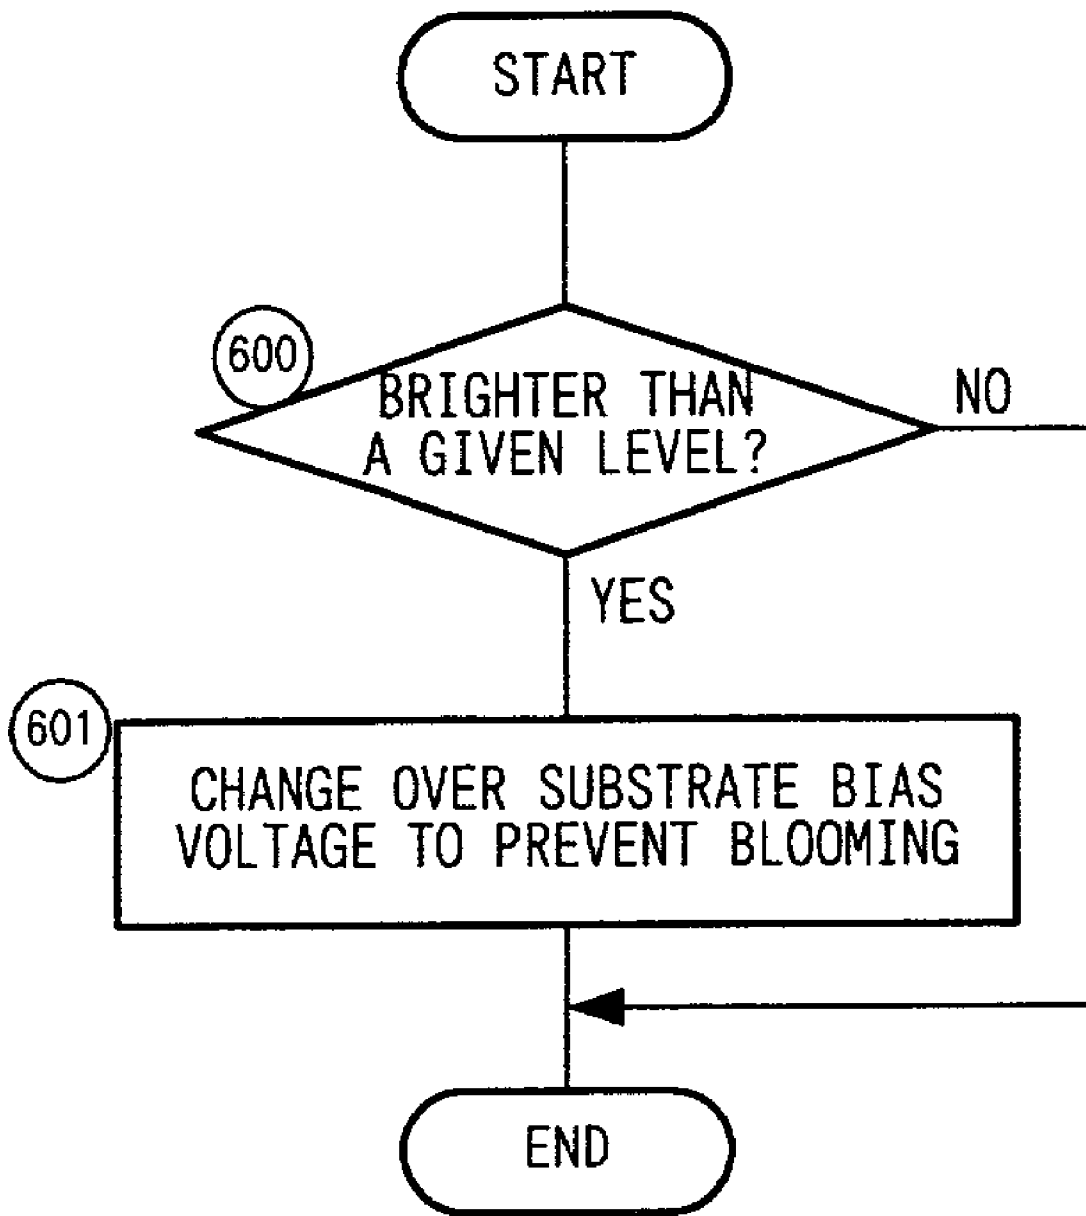 START
600
BRIGHTER THAN
A GIVEN LEVEL?
NO
YES
601
CHANGE OVER SUBSTRATE BIAS
VOLTAGE TO PREVENT BLOOMING
END